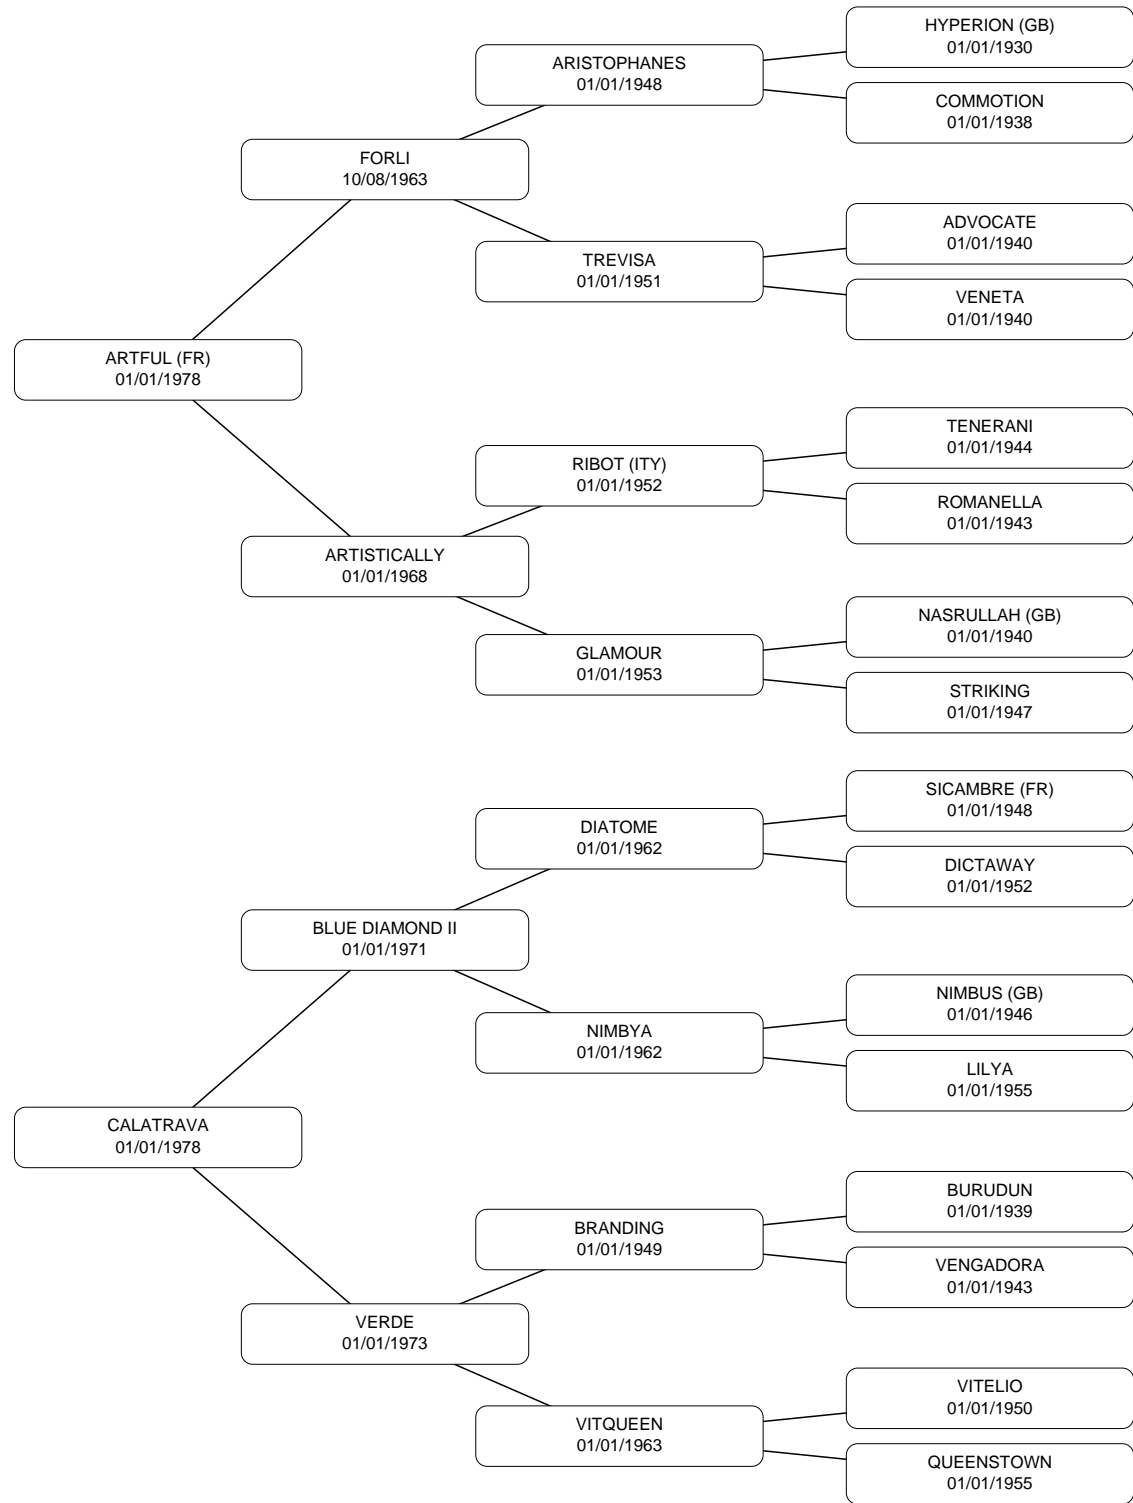 HYPERION (GB)
01/01/1930
ARISTOPHANES
01/01/1948
COMMOTION
01/01/1938
FORLI
10/08/1963
ADVOCATE
01/01/1940
TREVISA
01/01/1951
VENETA
01/01/1940
ARTFUL (FR)
01/01/1978
TENERANI
01/01/1944
RIBOT (ITY)
01/01/1952
ROMANELLA
01/01/1943
ARTISTICALLY
01/01/1968
NASRULLAH (GB)
01/01/1940
GLAMOUR
01/01/1953
STRIKING
01/01/1947
SICAMBRE (FR)
01/01/1948
DIATOME
01/01/1962
DICTAWAY
01/01/1952
BLUE DIAMOND II
01/01/1971
NIMBUS (GB)
01/01/1946
NIMBYA
01/01/1962
LILYA
01/01/1955
CALATRAVA
01/01/1978
BURUDUN
01/01/1939
BRANDING
01/01/1949
VENGADORA
01/01/1943
VERDE
01/01/1973
VITELIO
01/01/1950
VITQUEEN
01/01/1963
QUEENSTOWN
01/01/1955